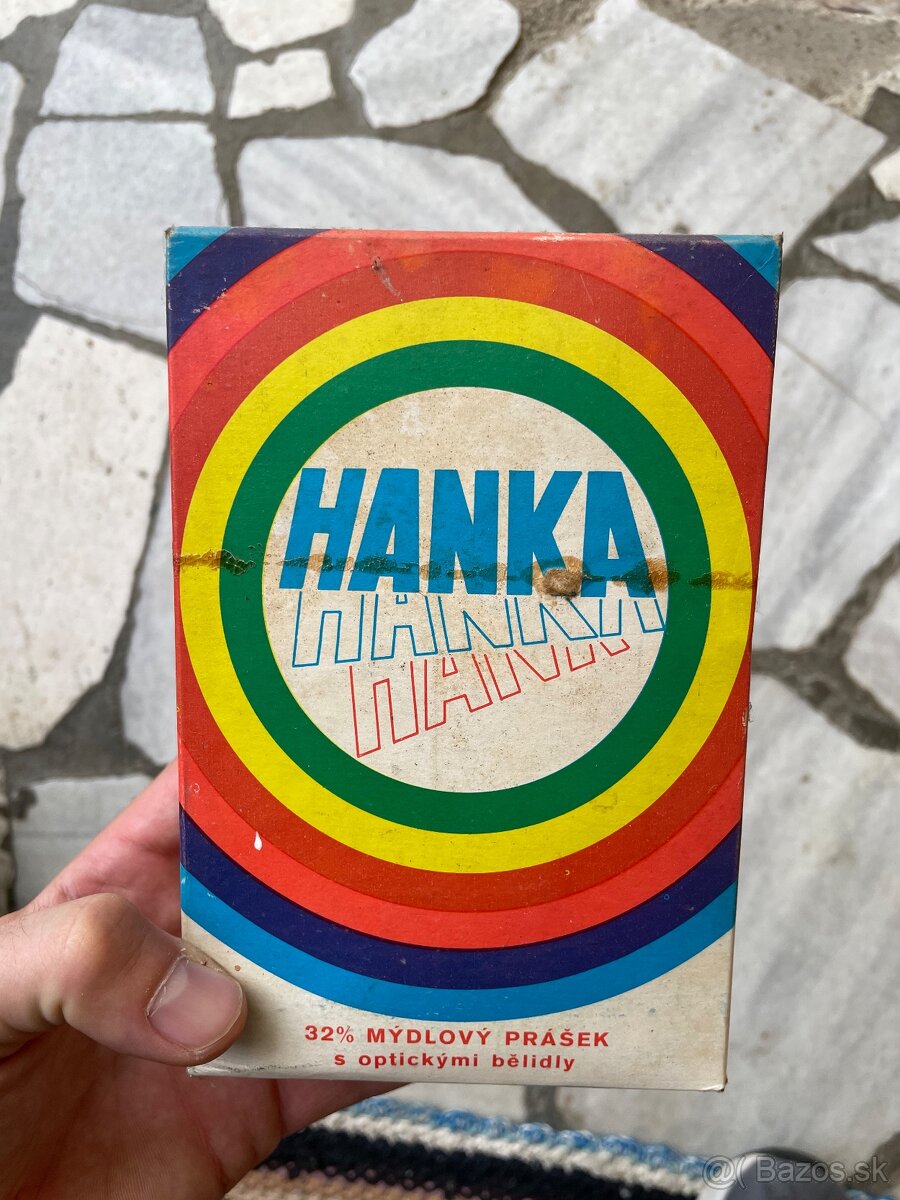 HANKA
HANKA
HANKA
32% MÝDLOVÝ PRÁŠEK
s optickými bělidly
@( Bazos.sk